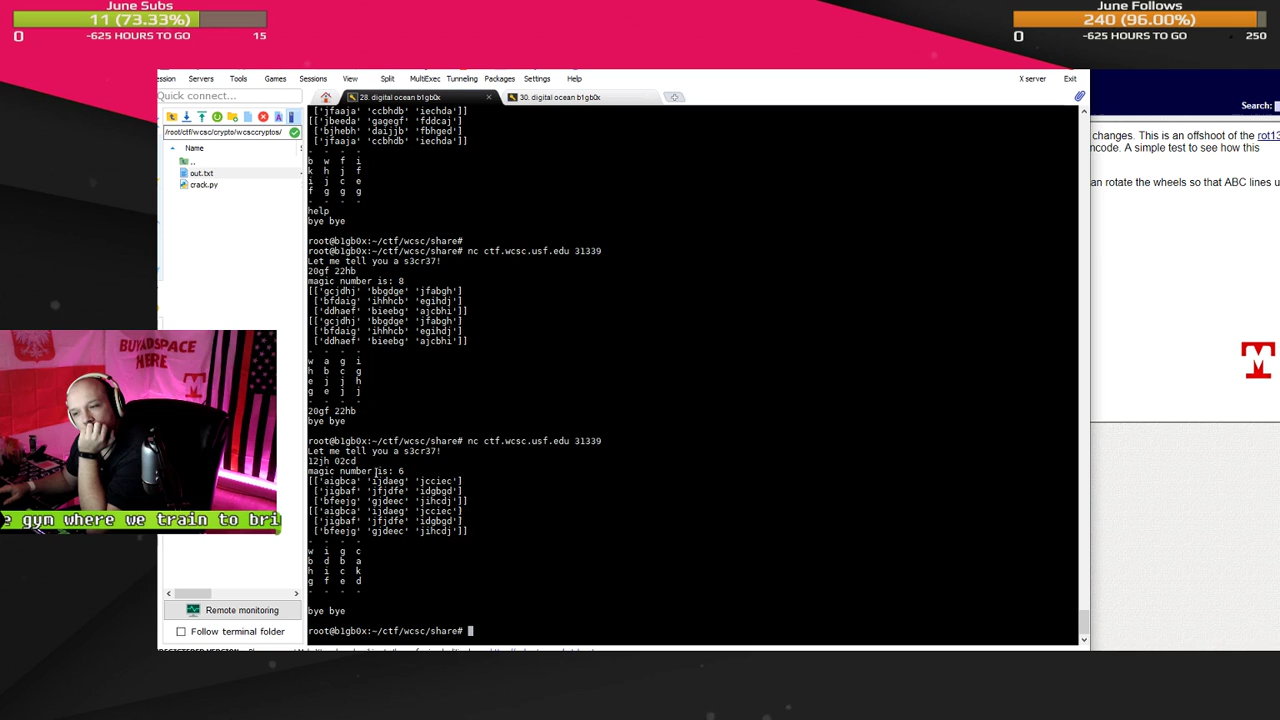 June Subs
11 (73.33%)
0 -625 HOURS TO GO 15
June Follows
240 (96.00%)
0 -625 HOURS TO GO 250
ession Servers Tools Games Sessions View Split MultiExec Tunneling Packages Settings Help X server Exit
Quick connect...
28. digital ocean b1gb0x
30. digital ocean b1gb0x
/root/ctf/wcsc/crypto/wcsccryptos/
Name
..
out.txt
crack.py
Remote monitoring
Follow terminal folder
['jfaaja' 'ccbhdb' 'iechda']]
[['jbeeda' 'gagegf' 'fddcaj']
['bjhebh' 'daijjb' 'fbhged']
['jfaaja' 'ccbhdb' 'iechda']]
- - - -
b w f i
k h j f
i j c e
f g g g
- - - -
help
bye bye
root@b1gb0x:~/ctf/wcsc/share#
root@b1gb0x:~/ctf/wcsc/share# nc ctf.wcsc.usf.edu 31339
Let me tell you a s3cr37!
20gf 22hb
magic number is: 8
[['gcjdhj' 'bbgdge' 'jfabgh']
['bfdaig' 'ihhhcb' 'egihdj']
['ddhaef' 'bieebg' 'ajcbhi']]
[['gcjdhj' 'bbgdge' 'jfabgh']
['bfdaig' 'ihhhcb' 'egihdj']
['ddhaef' 'bieebg' 'ajcbhi']]
- - - -
w a g i
h b c g
e j j h
g e j j
- - - -
20gf 22hb
bye bye
root@b1gb0x:~/ctf/wcsc/share# nc ctf.wcsc.usf.edu 31339
Let me tell you a s3cr37!
12jh 02cd
magic number is: 6
[['aigbca' 'ijdaeg' 'jcciec']
['jigbaf' 'jfjdfe' 'idgbgd']
['bfeejg' 'gjdeec' 'jihcdj']]
[['aigbca' 'ijdaeg' 'jcciec']
['jigbaf' 'jfjdfe' 'idgbgd']
['bfeejg' 'gjdeec' 'jihcdj']]
- - - -
w i g c
b d b a
h i c k
g f e d
- - - -
bye bye
root@b1gb0x:~/ctf/wcsc/share#
Search:
changes. This is an offshoot of the rot13
ncode. A simple test to see how this
an rotate the wheels so that ABC lines u
BUY ADSPACE
HERE
e gym where we train to bri